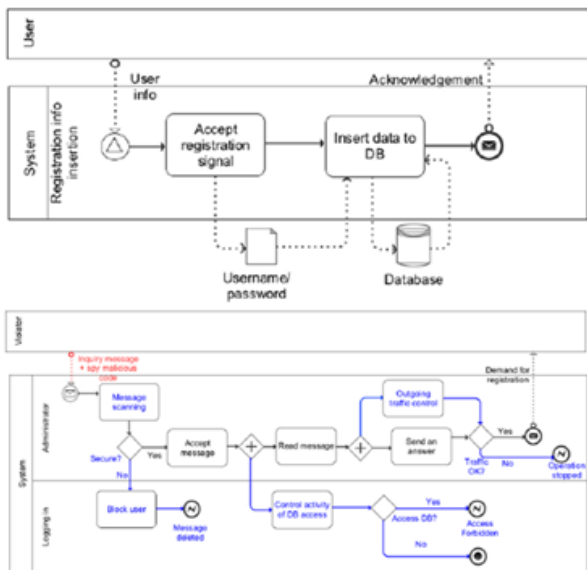 User
User
info
Acknowledgement
System
Registration info
insertion
Accept
registration
signal
Insert data to
DB
Username/
password
Database
Violator
Inquiry message
+ spy malicious
code
Demand for
registration
System
Administrator
Message
scanning
Outgoing
traffic control
Secure?
Yes
Accept
message
Read message
Send an
answer
Yes
No
Traffic
OK?
Operation
stopped
No
Logging in
Block user
Message
deleted
Control activity
of DB access
Access DB?
Yes
Access
Forbidden
No